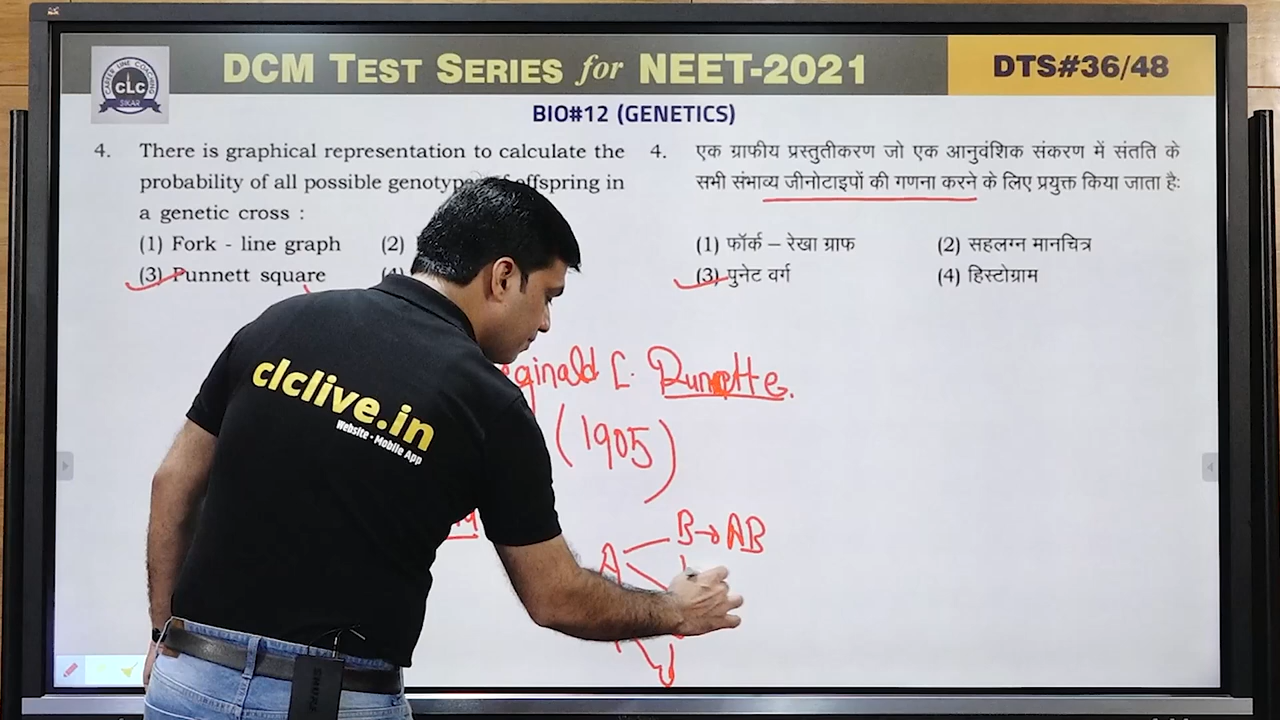 DCM TEST SERIES for NEET-2021
DTS#36/48
CAREER LINE COACHING
CLC
SIKAR
BIO#12 (GENETICS)
4. There is graphical representation to calculate the
probability of all possible genotypes of offspring in
a genetic cross :
(1) Fork - line graph (2)
(3) Punnett square (4)
4. एक ग्राफीय प्रस्तुतीकरण जो एक आनुवंशिक संकरण में संतति के
सभी संभाव्य जीनोटाइपों की गणना करने के लिए प्रयुक्त किया जाता है:
(1) फॉर्क – रेखा ग्राफ (2) सहलग्न मानचित्र
(3) पुनेट वर्ग (4) हिस्टोग्राम
eginald C. Punnette.
(1905)
A B → AB
clclive.in
Website - Mobile App